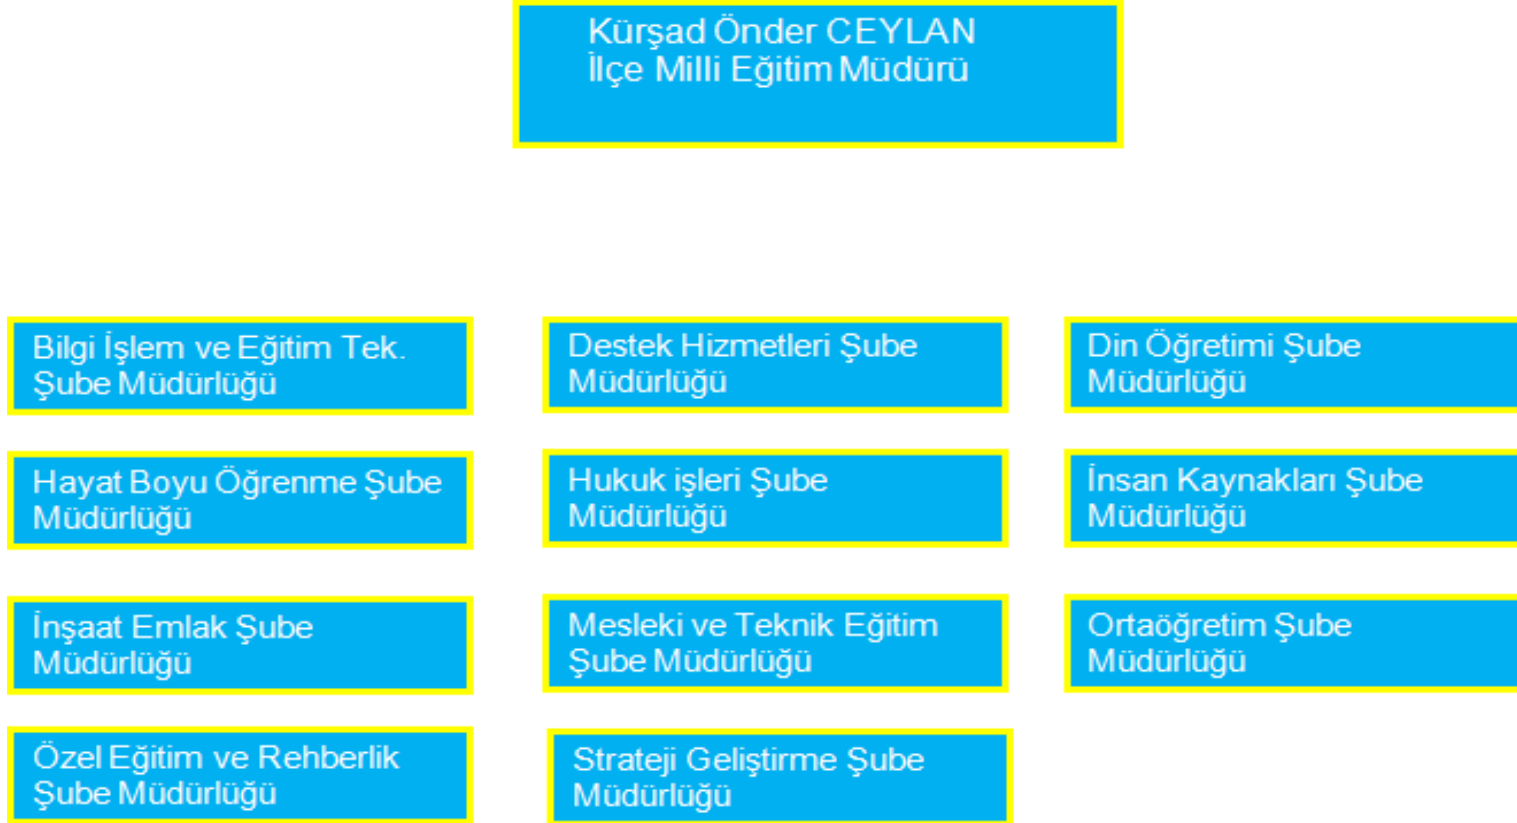 Kürşad Önder CEYLAN
İlçe Milli Eğitim Müdürü
Bilgi İşlem ve Eğitim Tek.
Şube Müdürlüğü
Destek Hizmetleri Şube
Müdürlüğü
Din Öğretimi Şube
Müdürlüğü
Hayat Boyu Öğrenme Şube
Müdürlüğü
Hukuk işleri Şube
Müdürlüğü
İnsan Kaynakları Şube
Müdürlüğü
İnşaat Emlak Şube
Müdürlüğü
Mesleki ve Teknik Eğitim
Şube Müdürlüğü
Ortaöğretim Şube
Müdürlüğü
Özel Eğitim ve Rehberlik
Şube Müdürlüğü
Strateji Geliştirme Şube
Müdürlüğü